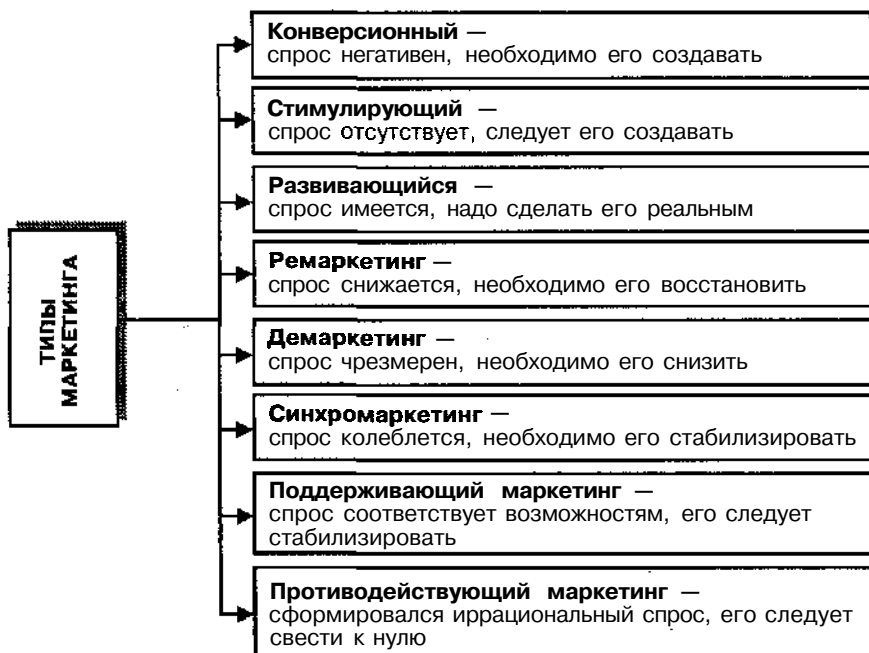 ТИПЫ
МАРКЕТИНГА
Конверсионный —
спрос негативен, необходимо его создавать
Стимулирующий —
спрос отсутствует, следует его создавать
Развивающийся —
спрос имеется, надо сделать его реальным
Ремаркетинг —
спрос снижается, необходимо его восстановить
Демаркетинг —
спрос чрезмерен, необходимо его снизить
Синхромаркетинг —
спрос колеблется, необходимо его стабилизировать
Поддерживающий маркетинг —
спрос соответствует возможностям, его следует
стабилизировать
Противодействующий маркетинг —
сформировался иррациональный спрос, его следует
свести к нулю